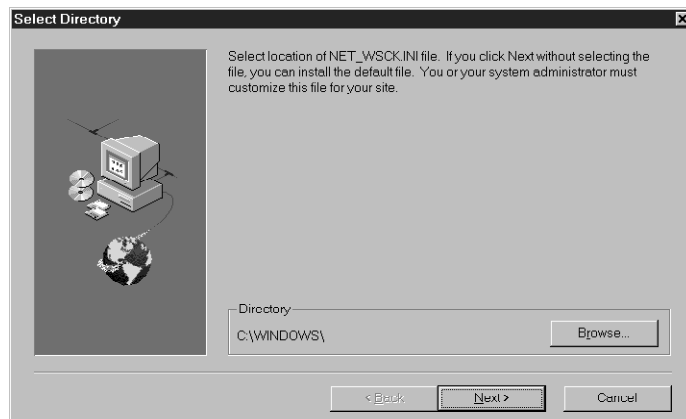 Select Directory
Select location of NET_WSCK.INI file. If you click Next without selecting the
file, you can install the default file. You or your system administrator must
customize this file for your site.
Directory
C:\WINDOWS\
Browse...
< Back
Next >
Cancel